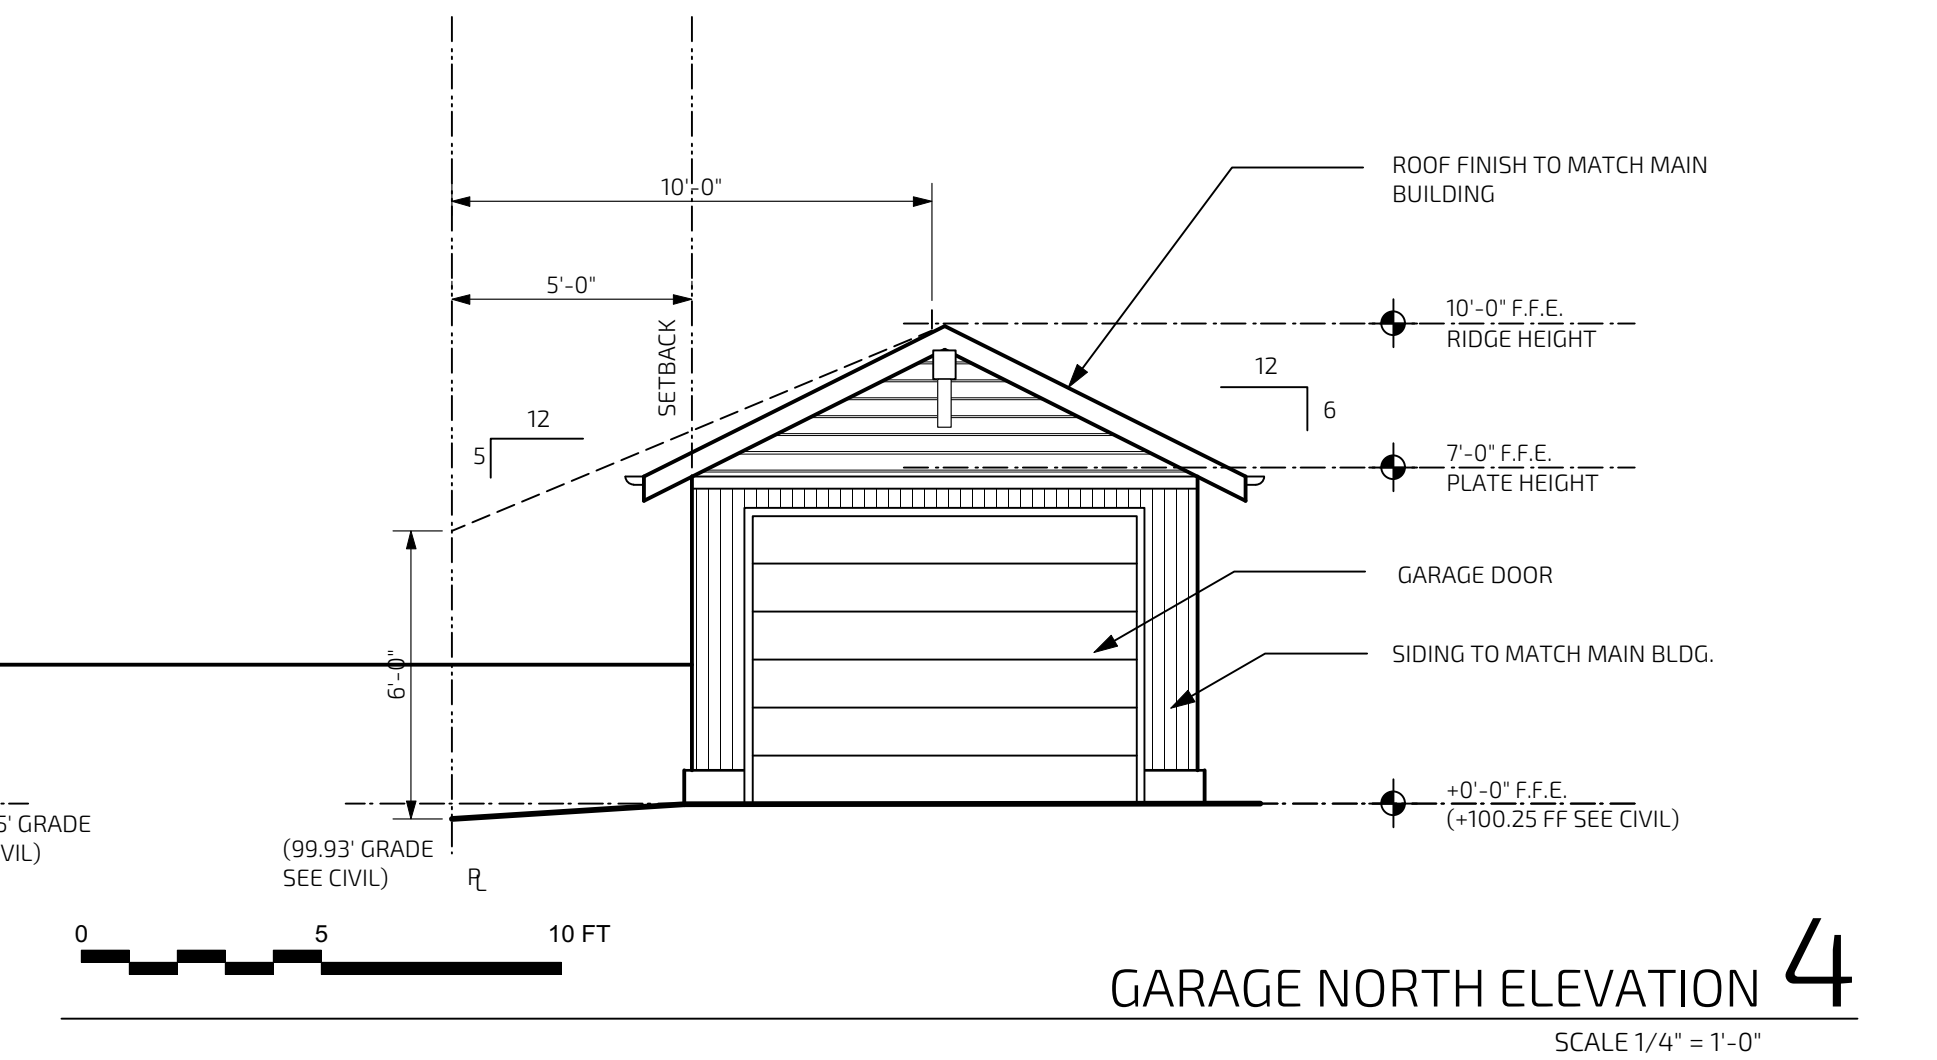 10'-0"
ROOF FINISH TO MATCH MAIN
BUILDING
5'-0"
SETBACK
10'-0" F.F.E.
RIDGE HEIGHT
12
6
12
5
7'-0" F.F.E.
PLATE HEIGHT
GARAGE DOOR
6'-0"
SIDING TO MATCH MAIN BLDG.
+0'-0" F.F.E.
(+100.25 FF SEE CIVIL)
5' GRADE
VIL)
(99.93' GRADE
SEE CIVIL)
PL
0 5 10 FT
GARAGE NORTH ELEVATION 4
SCALE 1/4" = 1'-0"